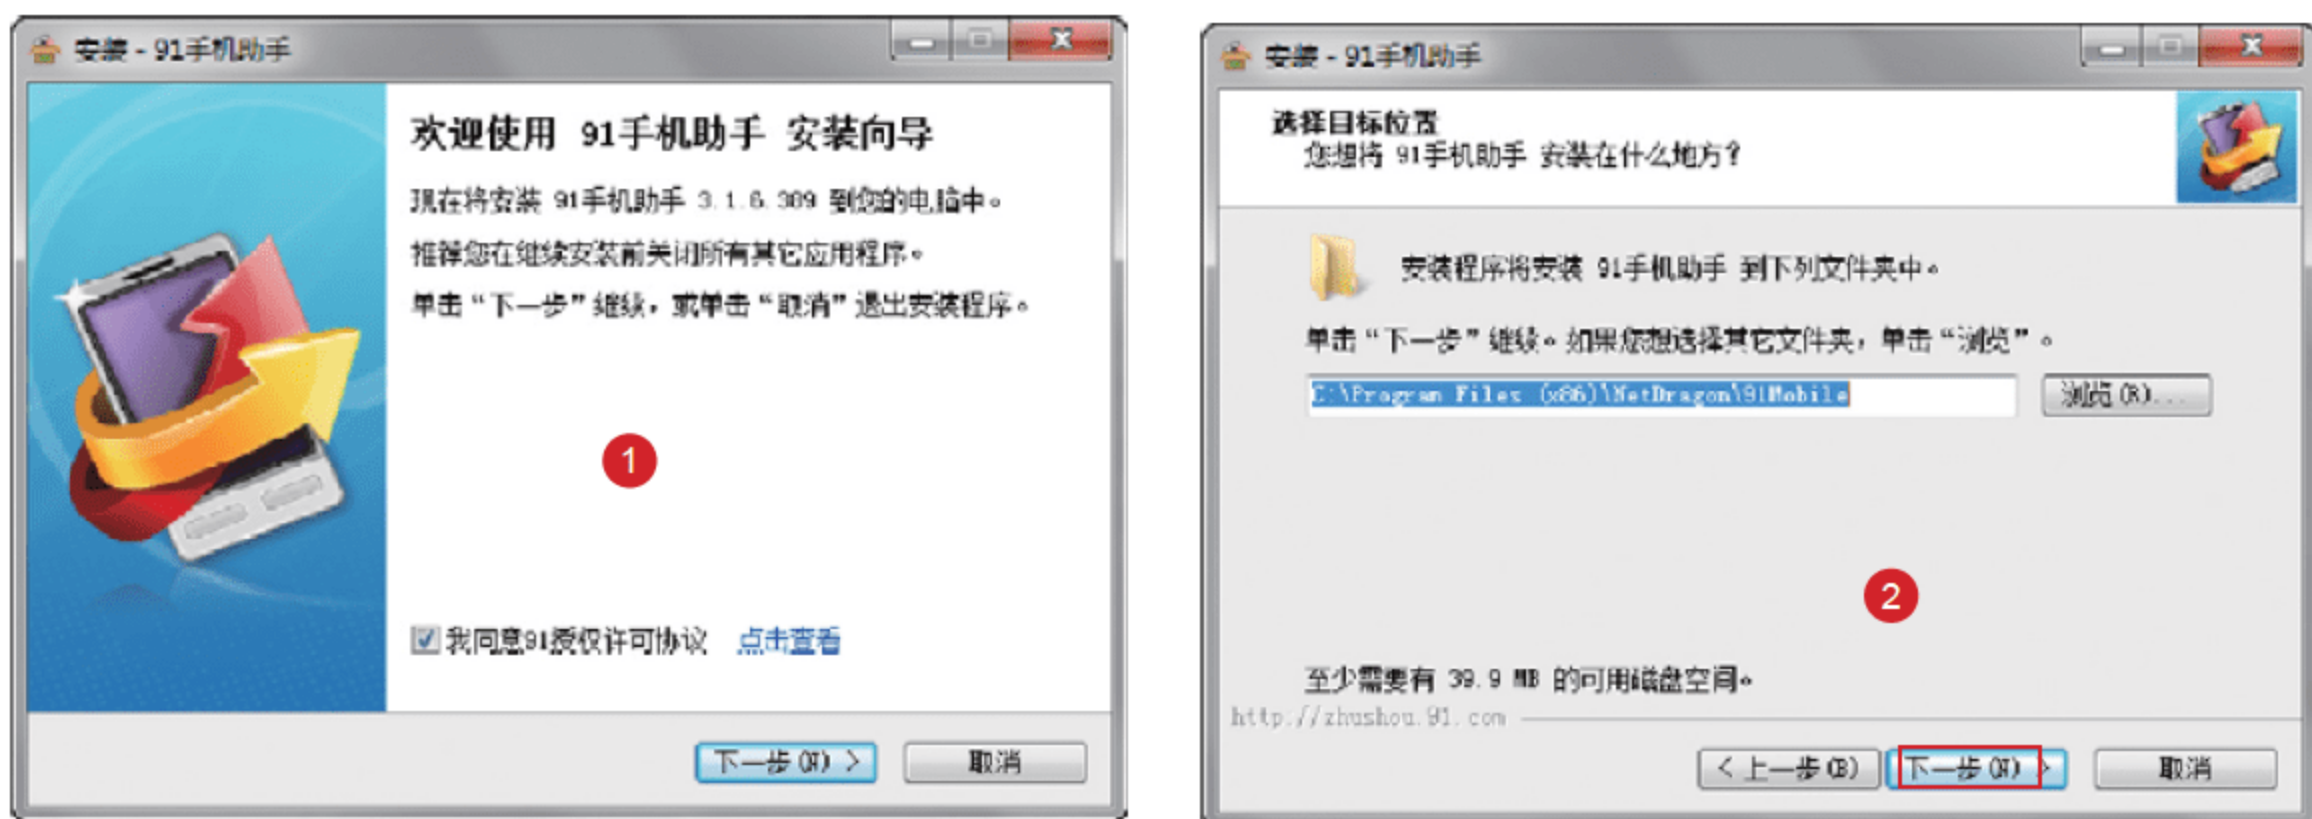 安装 - 91手机助手
欢迎使用 91手机助手 安装向导
现在将安装 91手机助手 3.1.6.389 到您的电脑中。
推荐您在继续安装前关闭所有其它应用程序。
单击“下一步”继续，或单击“取消”退出安装程序。
1
我同意91授权许可协议 点击查看
下一步(N) >
取消
安装 - 91手机助手
选择目标位置
您想将 91手机助手 安装在什么地方?
安装程序将安装 91手机助手 到下列文件夹中。
单击“下一步”继续。如果您想选择其它文件夹，单击“浏览”。
C:\Program Files (x86)\NetDragon\91Mobile
浏览(R)...
2
至少需要有 39.9 MB 的可用磁盘空间。
http://zhushou.91.com
< 上一步(B)
下一步(N) >
取消